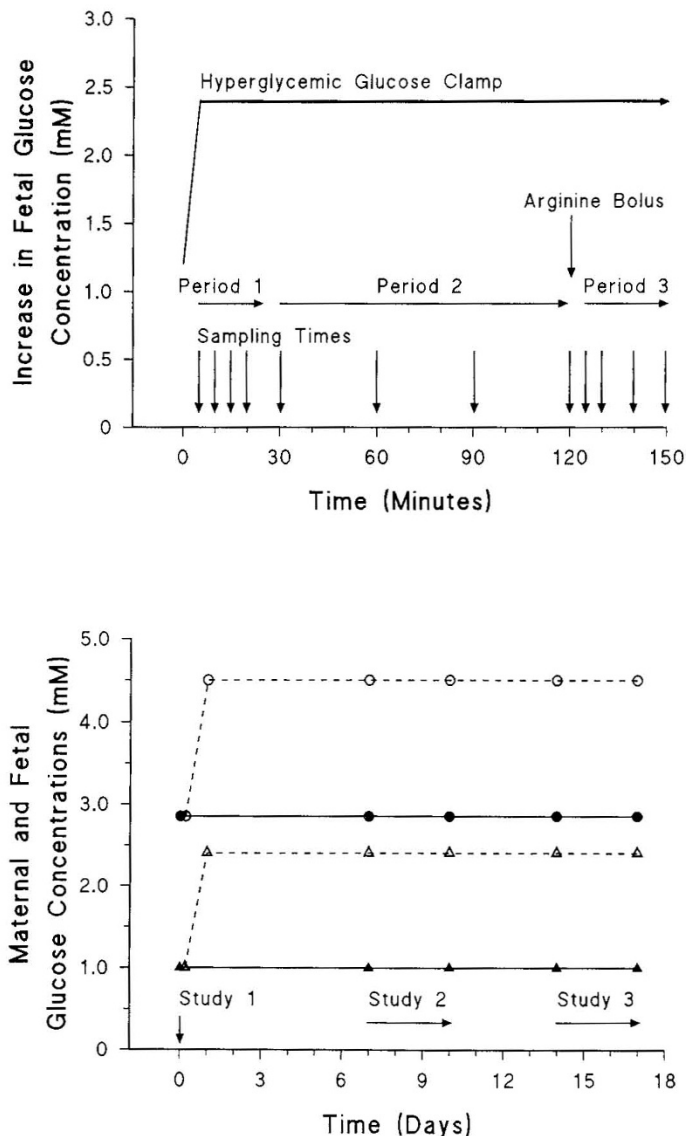 3.0
Hyperglycemic Glucose Clamp
2.5
2.0
Arginine Bolus
1.5
Period 1 Period 2 Period 3
1.0
Sampling Times
0.5
0
0 30 60 90 120 150
Time (Minutes)
Increase in Fetal Glucose
Concentration (mM)
5.0
4.0
3.0
2.0
1.0
Study 1 Study 2 Study 3
0
0 3 6 9 12 15 18
Time (Days)
Maternal and Fetal
Glucose Concentrations (mM)